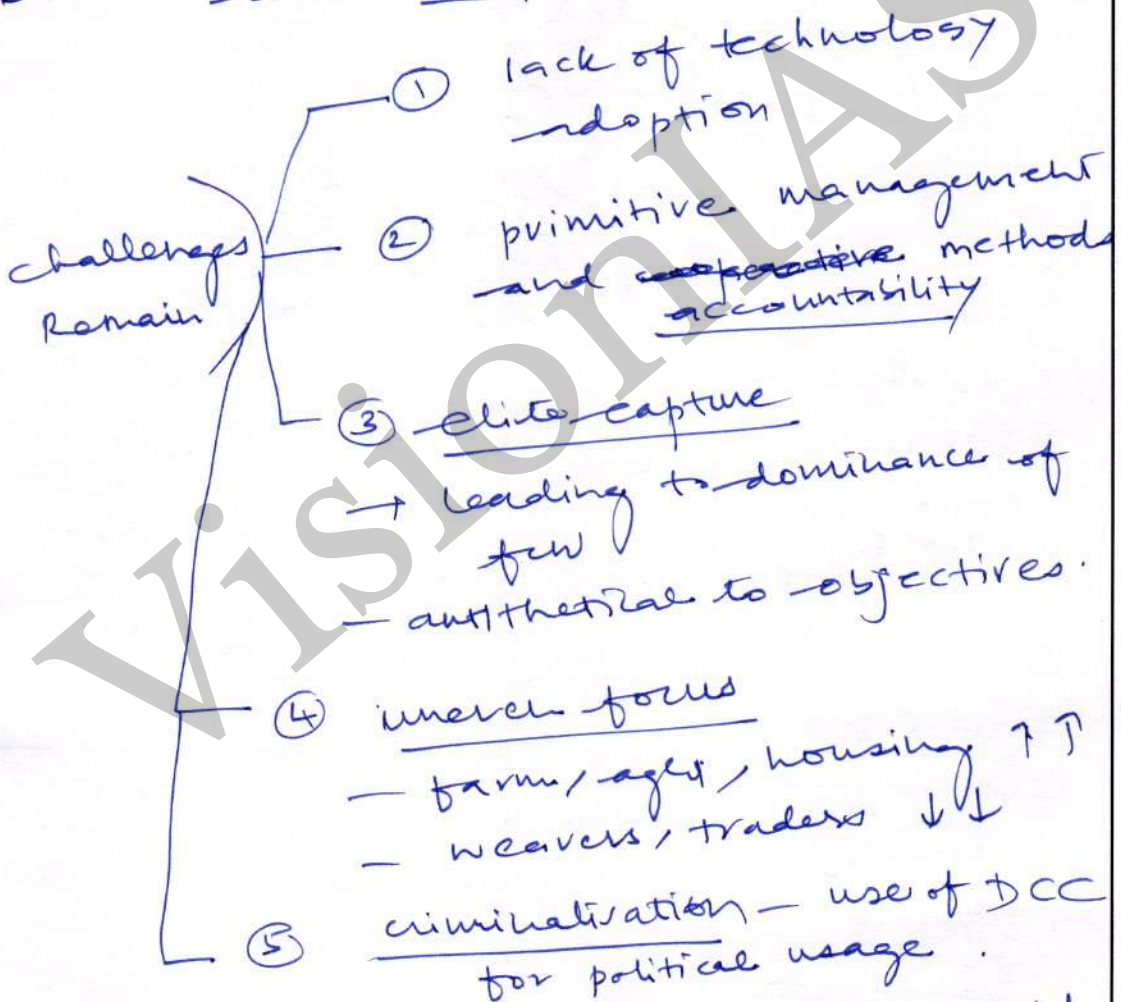 ① lack of technology
adoption
challenges
Remain
② primitive management
and methods
accountability
③ elite capture
→ leading to dominance of
few
— antithetical to objectives.
④ uneven focus
— farm, agri, housing ↑↑
— weavers, traders ↓↓
⑤ criminalisation — use of DCC
for political usage.
VisionIAS